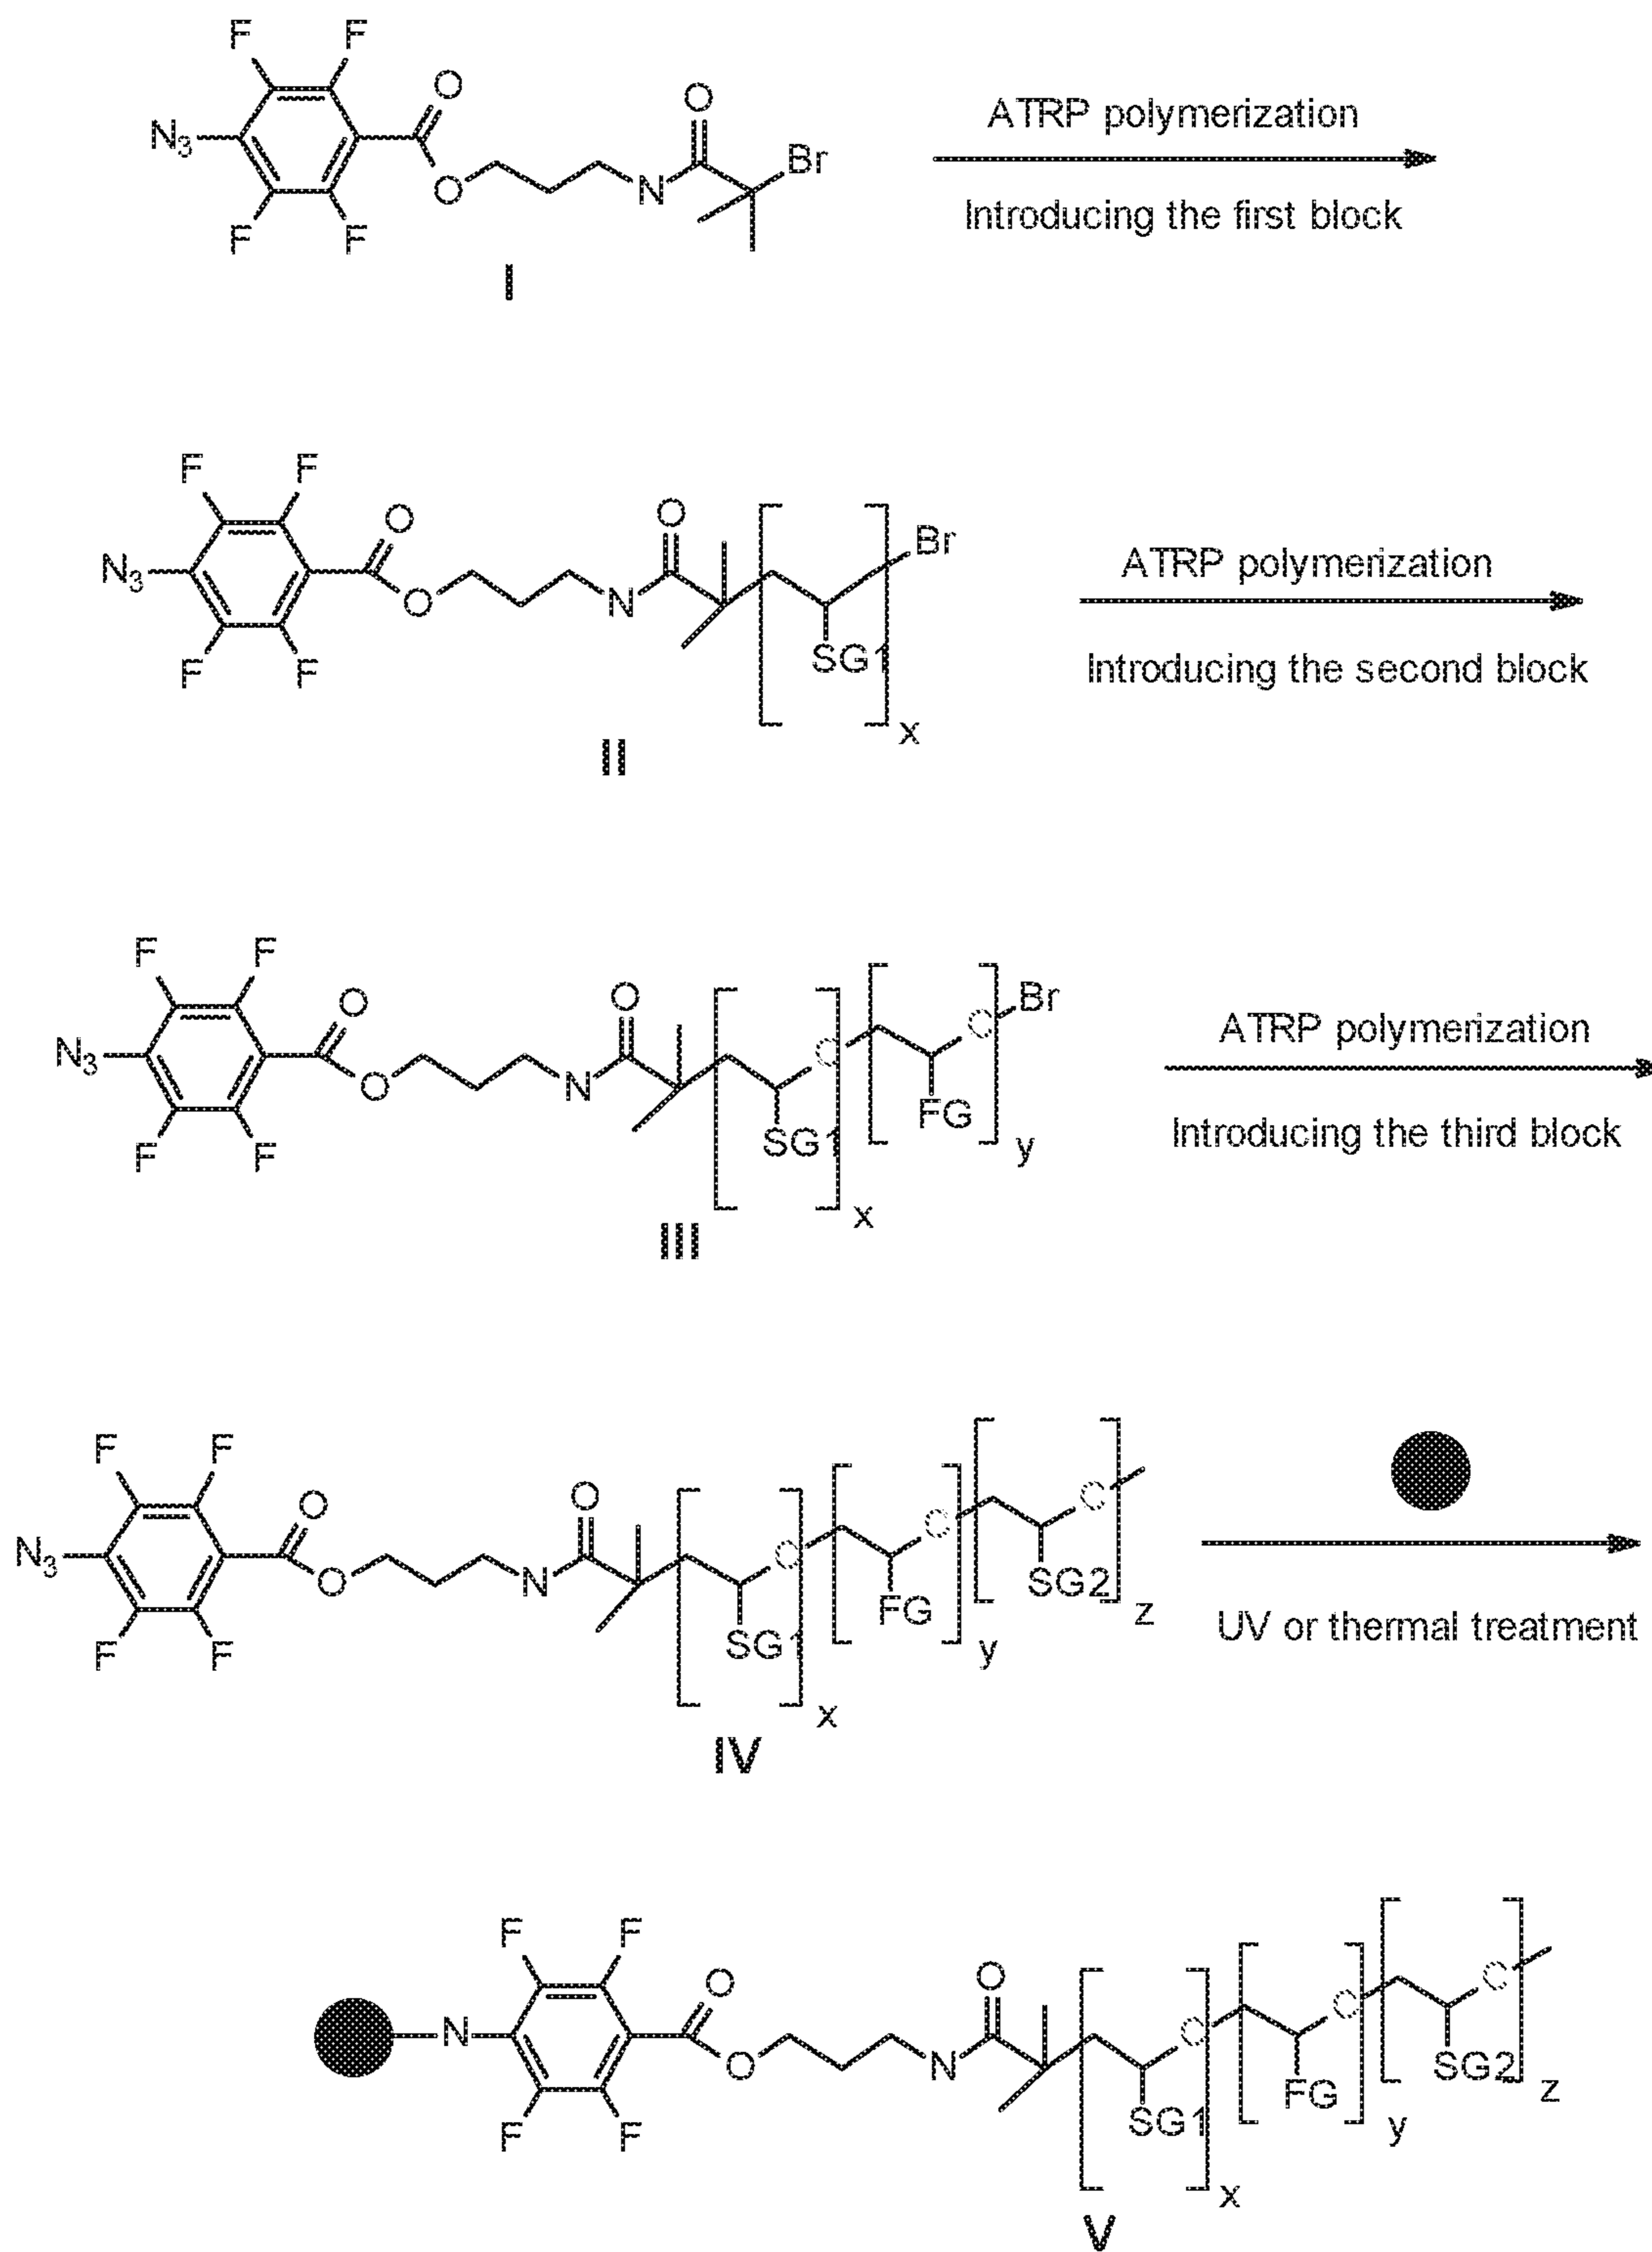 F F
O
O
N3
Br
O
N
F F
I
ATRP polymerization
Introducing the first block
F F
O
O
Br
N3
O
N
SG1
F F
x
II
ATRP polymerization
Introducing the second block
F F
O
O
C
Br
C
N3
O
N
FG
SG1
F F
y
x
III
ATRP polymerization
Introducing the third block
F F
O
O
C
C
C
N3
O
N
SG2
FG
SG1
F F
z
y
x
IV
UV or thermal treatment
F F
O
O
C
C
C
N
O
N
SG2
FG
SG1
F F
z
y
x
V